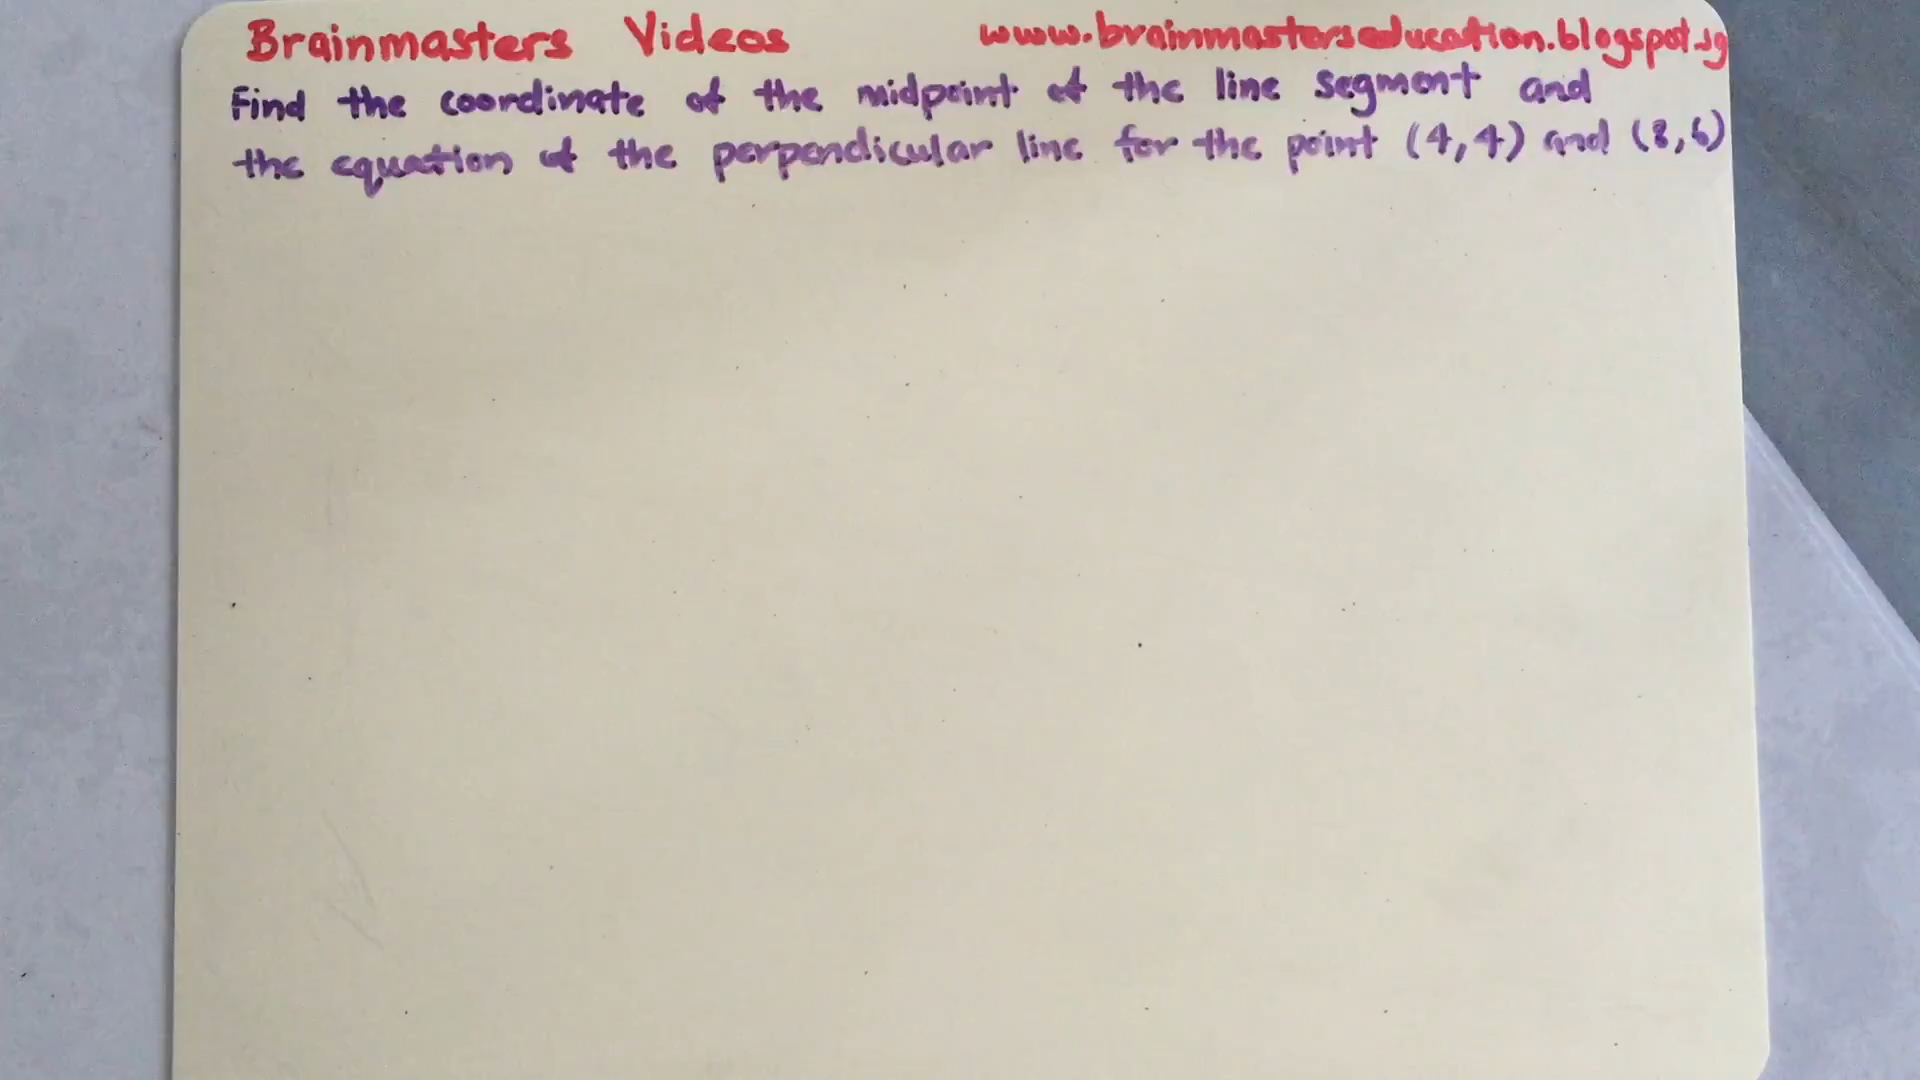 Brainmasters Videos www.brainmasterseducation.blogspot.sg
Find the coordinate of the midpoint of the line segment and
the equation of the perpendicular line for the point (4,4) and (8,6)